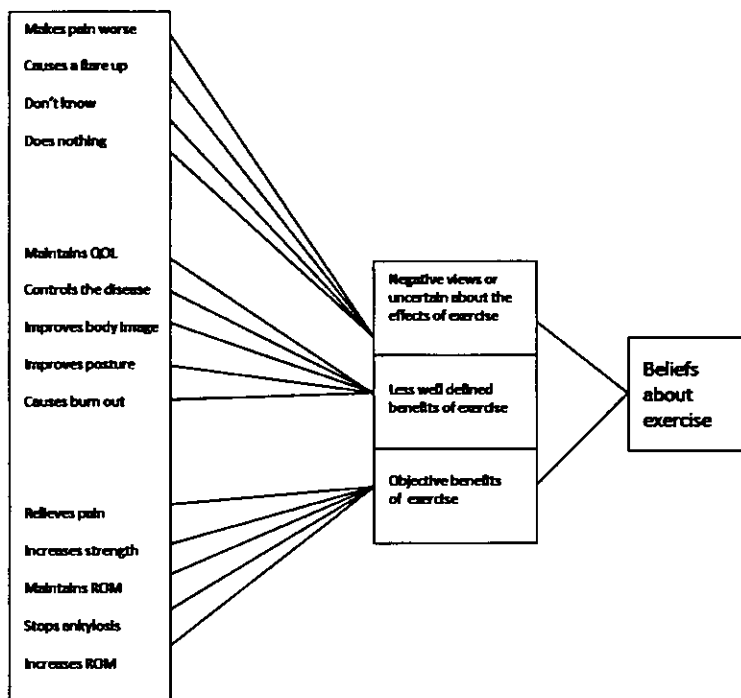 Makes pain worse
Causes a flare up
Don't know
Does nothing
Maintains QOL
Controls the disease
Improves body image
Improves posture
Causes burn out
Relieves pain
Increases strength
Maintains ROM
Stops ankylosis
Increases ROM
Negative views or
uncertain about the
effects of exercise
Less well defined
benefits of exercise
Objective benefits
of exercise
Beliefs
about
exercise